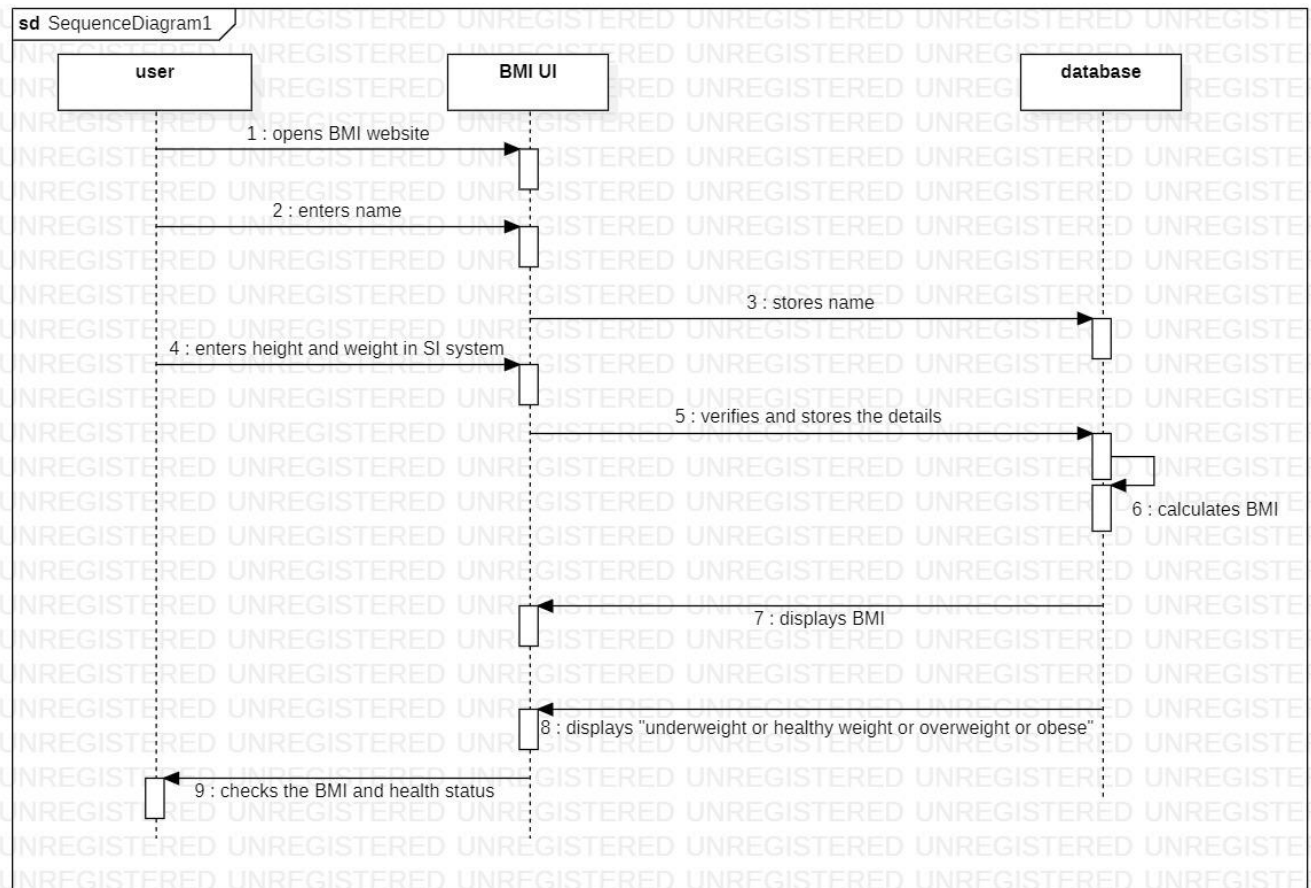 sd SequenceDiagram1
user
BMI UI
database
1 : opens BMI website
2 : enters name
3 : stores name
4 : enters height and weight in SI system
5 : verifies and stores the details
6 : calculates BMI
7 : displays BMI
8 : displays "underweight or healthy weight or overweight or obese"
9 : checks the BMI and health status
UNREGISTERED